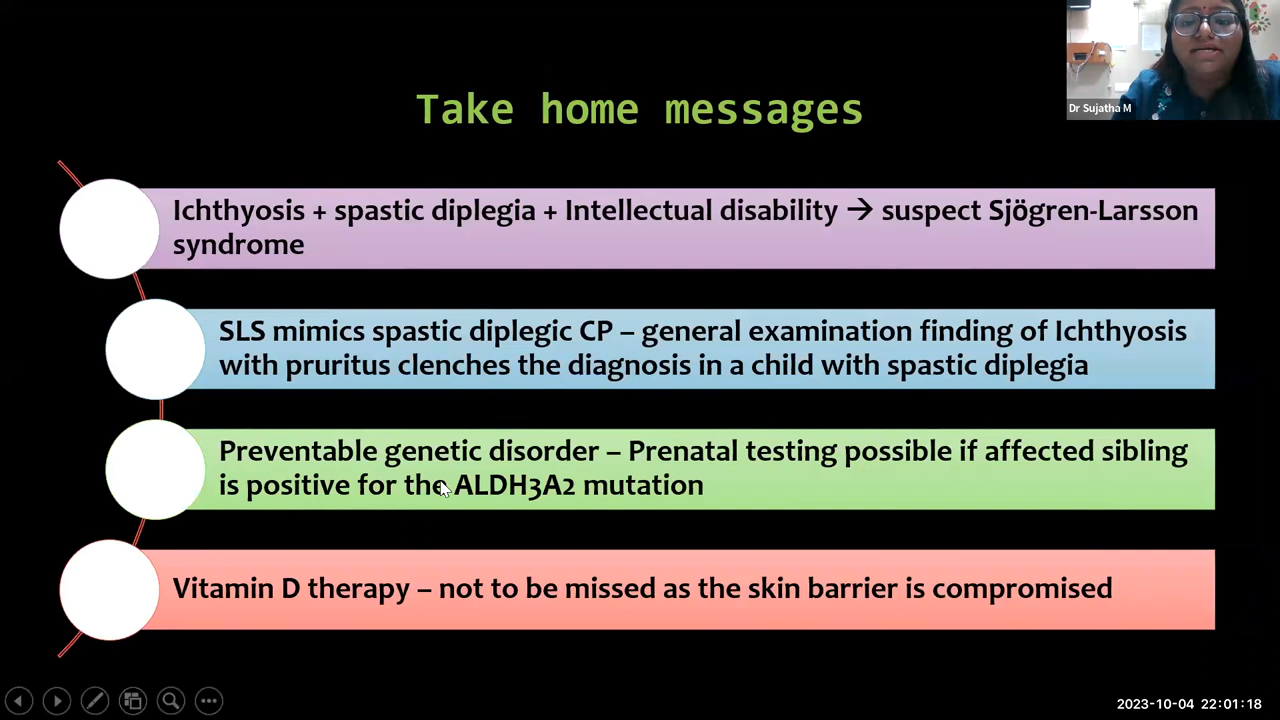 Dr Sujatha M
Take home messages
Ichthyosis + spastic diplegia + Intellectual disability → suspect Sjögren-Larsson
syndrome
SLS mimics spastic diplegic CP – general examination finding of Ichthyosis
with pruritus clenches the diagnosis in a child with spastic diplegia
Preventable genetic disorder – Prenatal testing possible if affected sibling
is positive for the ALDH3A2 mutation
Vitamin D therapy – not to be missed as the skin barrier is compromised
2023-10-04 22:01:18